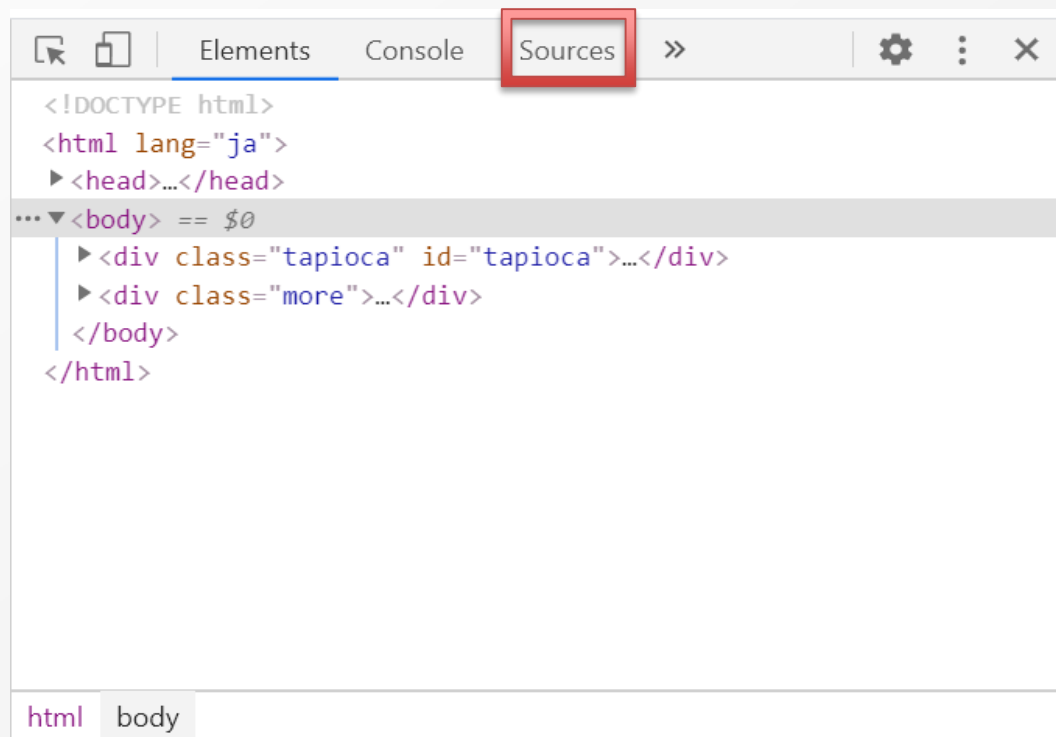 Elements Console Sources »
<!DOCTYPE html>
<html lang="ja">
▶<head>…</head>
···▼<body> == $0
▶<div class="tapioca" id="tapioca">…</div>
▶<div class="more">…</div>
</body>
</html>
html body